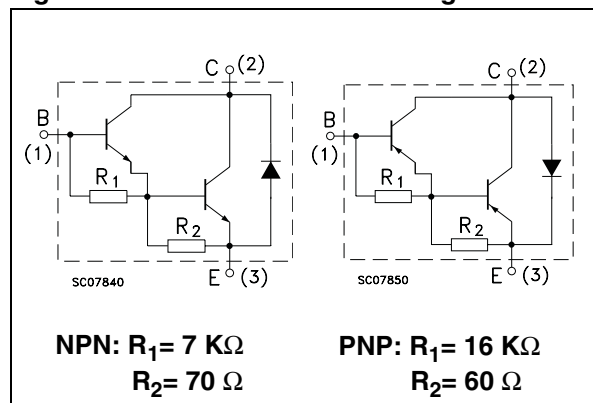 C (2)
B
(1)
R1
R2
E (3)
SC07840
C (2)
B
(1)
R1
R2
E (3)
SC07850
NPN: R1= 7 KΩ
R2= 70 Ω
PNP: R1= 16 KΩ
R2= 60 Ω